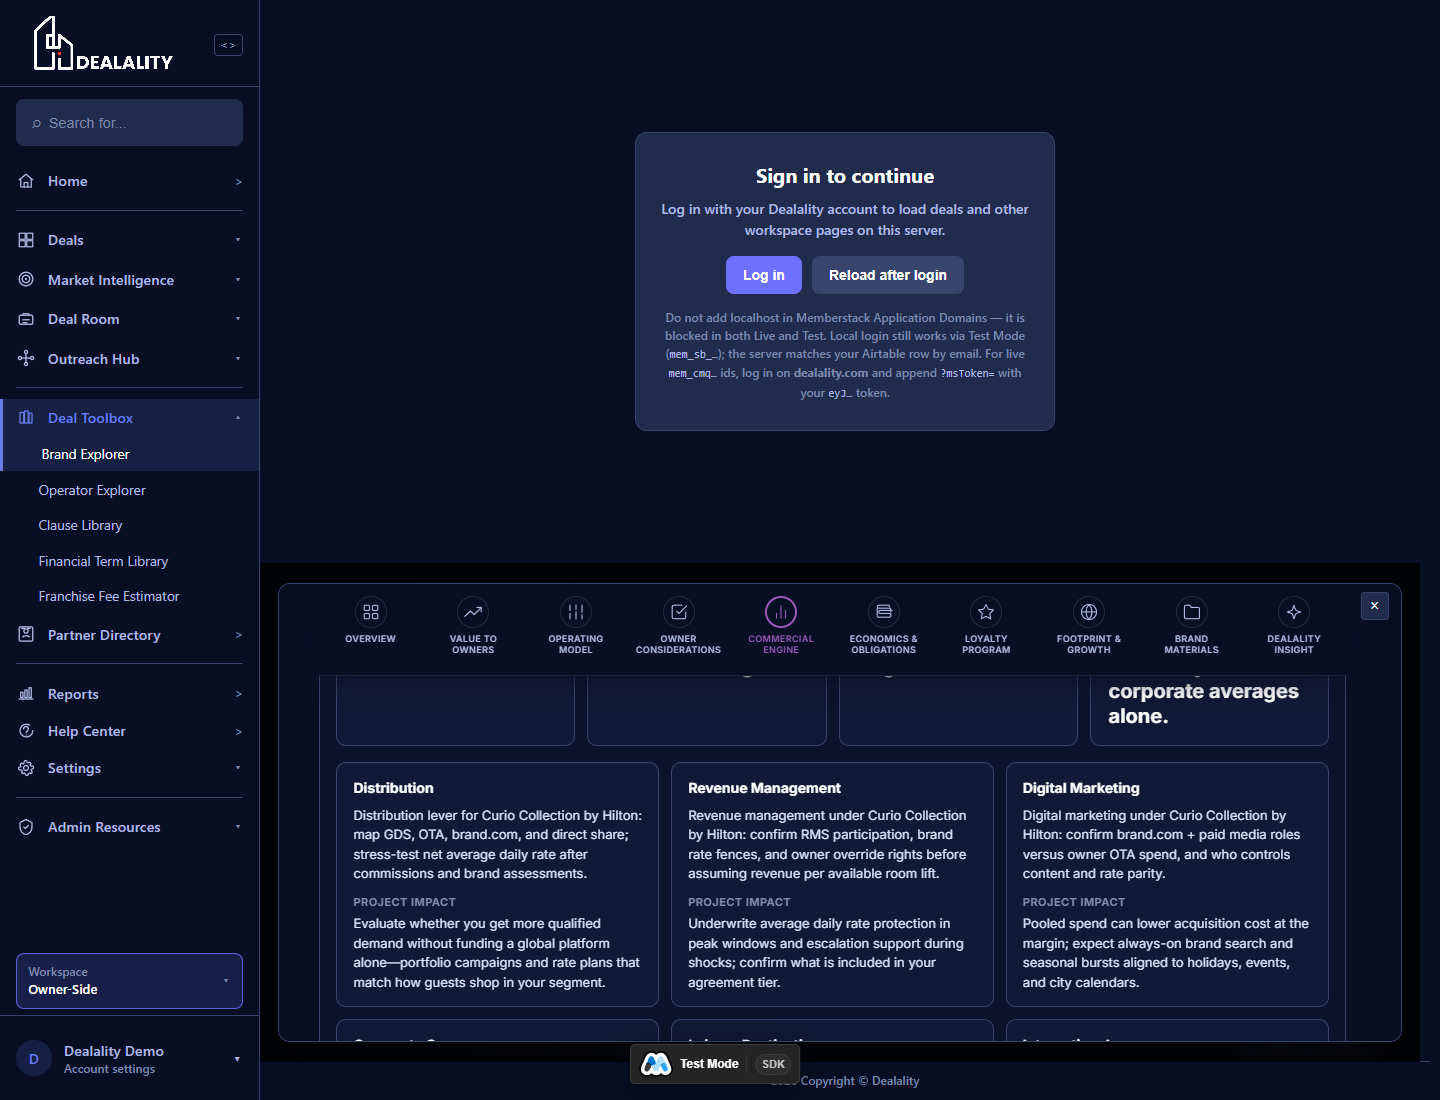 DEALALITY
< >
Search for...
Home
Deals
Market Intelligence
Deal Room
Outreach Hub
Deal Toolbox
Brand Explorer
Operator Explorer
Clause Library
Financial Term Library
Franchise Fee Estimator
Partner Directory
Reports
Help Center
Settings
Admin Resources
Workspace
Owner-Side
D
Dealality Demo
Account settings
Sign in to continue
Log in with your Dealality account to load deals and other
workspace pages on this server.
Log in
Reload after login
Do not add localhost in Memberstack Application Domains — it is
blocked in both Live and Test. Local login still works via Test Mode
(mem_sb_…); the server matches your Airtable row by email. For live
mem_cmq… ids, log in on dealality.com and append ?msToken= with
your eyJ… token.
×
OVERVIEW
VALUE TO
OWNERS
OPERATING
MODEL
OWNER
CONSIDERATIONS
COMMERCIAL
ENGINE
ECONOMICS &
OBLIGATIONS
LOYALTY
PROGRAM
FOOTPRINT &
GROWTH
BRAND
MATERIALS
DEALALITY
INSIGHT
corporate averages
alone.
Distribution
Distribution lever for Curio Collection by Hilton:
map GDS, OTA, brand.com, and direct share;
stress-test net average daily rate after
commissions and brand assessments.
PROJECT IMPACT
Evaluate whether you get more qualified
demand without funding a global platform
alone—portfolio campaigns and rate plans that
match how guests shop in your segment.
Revenue Management
Revenue management under Curio Collection
by Hilton: confirm RMS participation, brand
rate fences, and owner override rights before
assuming revenue per available room lift.
PROJECT IMPACT
Underwrite average daily rate protection in
peak windows and escalation support during
shocks; confirm what is included in your
agreement tier.
Digital Marketing
Digital marketing under Curio Collection by
Hilton: confirm brand.com + paid media roles
versus owner OTA spend, and who controls
content and rate parity.
PROJECT IMPACT
Pooled spend can lower acquisition cost at the
margin; expect always-on brand search and
seasonal bursts aligned to holidays, events,
and city calendars.
Test Mode
SDK
Copyright © Dealality